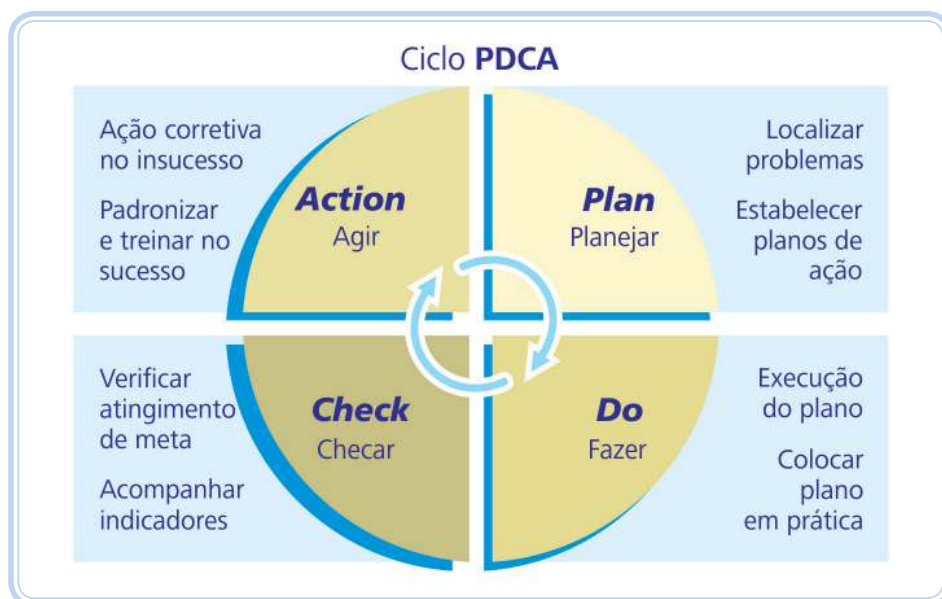 Ciclo PDCA
Ação corretiva
no insucesso
Padronizar
e treinar no
sucesso
Action
Agir
Plan
Planejar
Localizar
problemas
Estabelecer
planos de
ação
Verificar
atingimento
de meta
Acompanhar
indicadores
Check
Checar
Do
Fazer
Execução
do plano
Colocar
plano
em prática